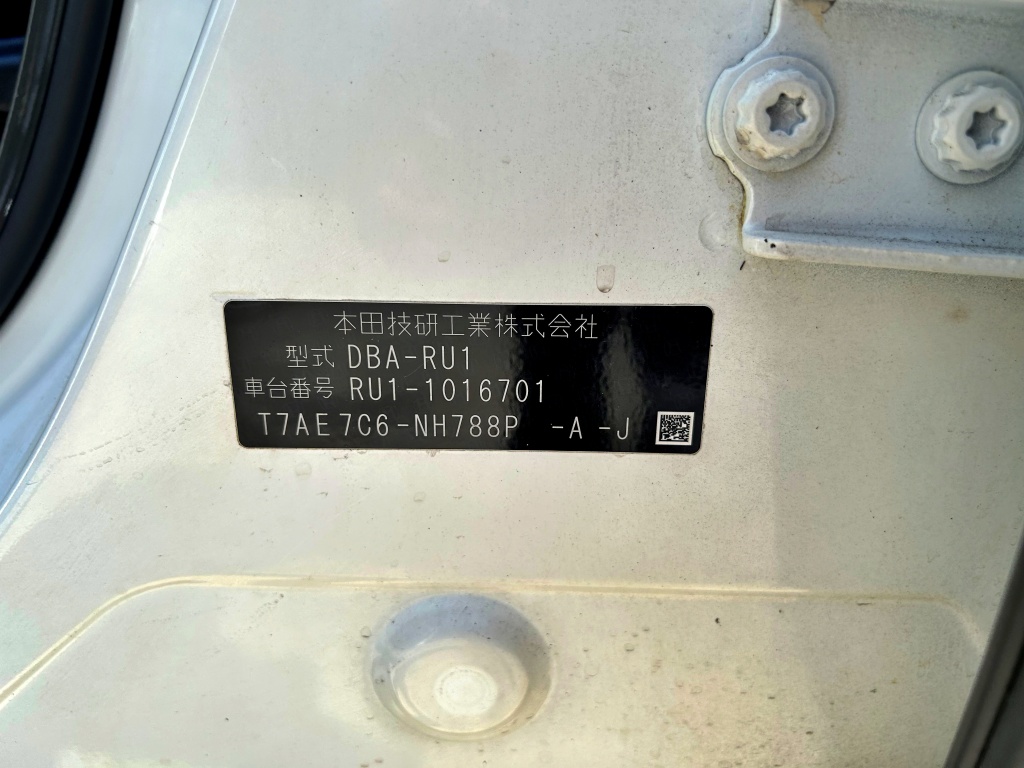 本田技研工業株式会社
型式 DBA-RU1
車台番号 RU1-1016701
T7AE7C6-NH788P -A-J